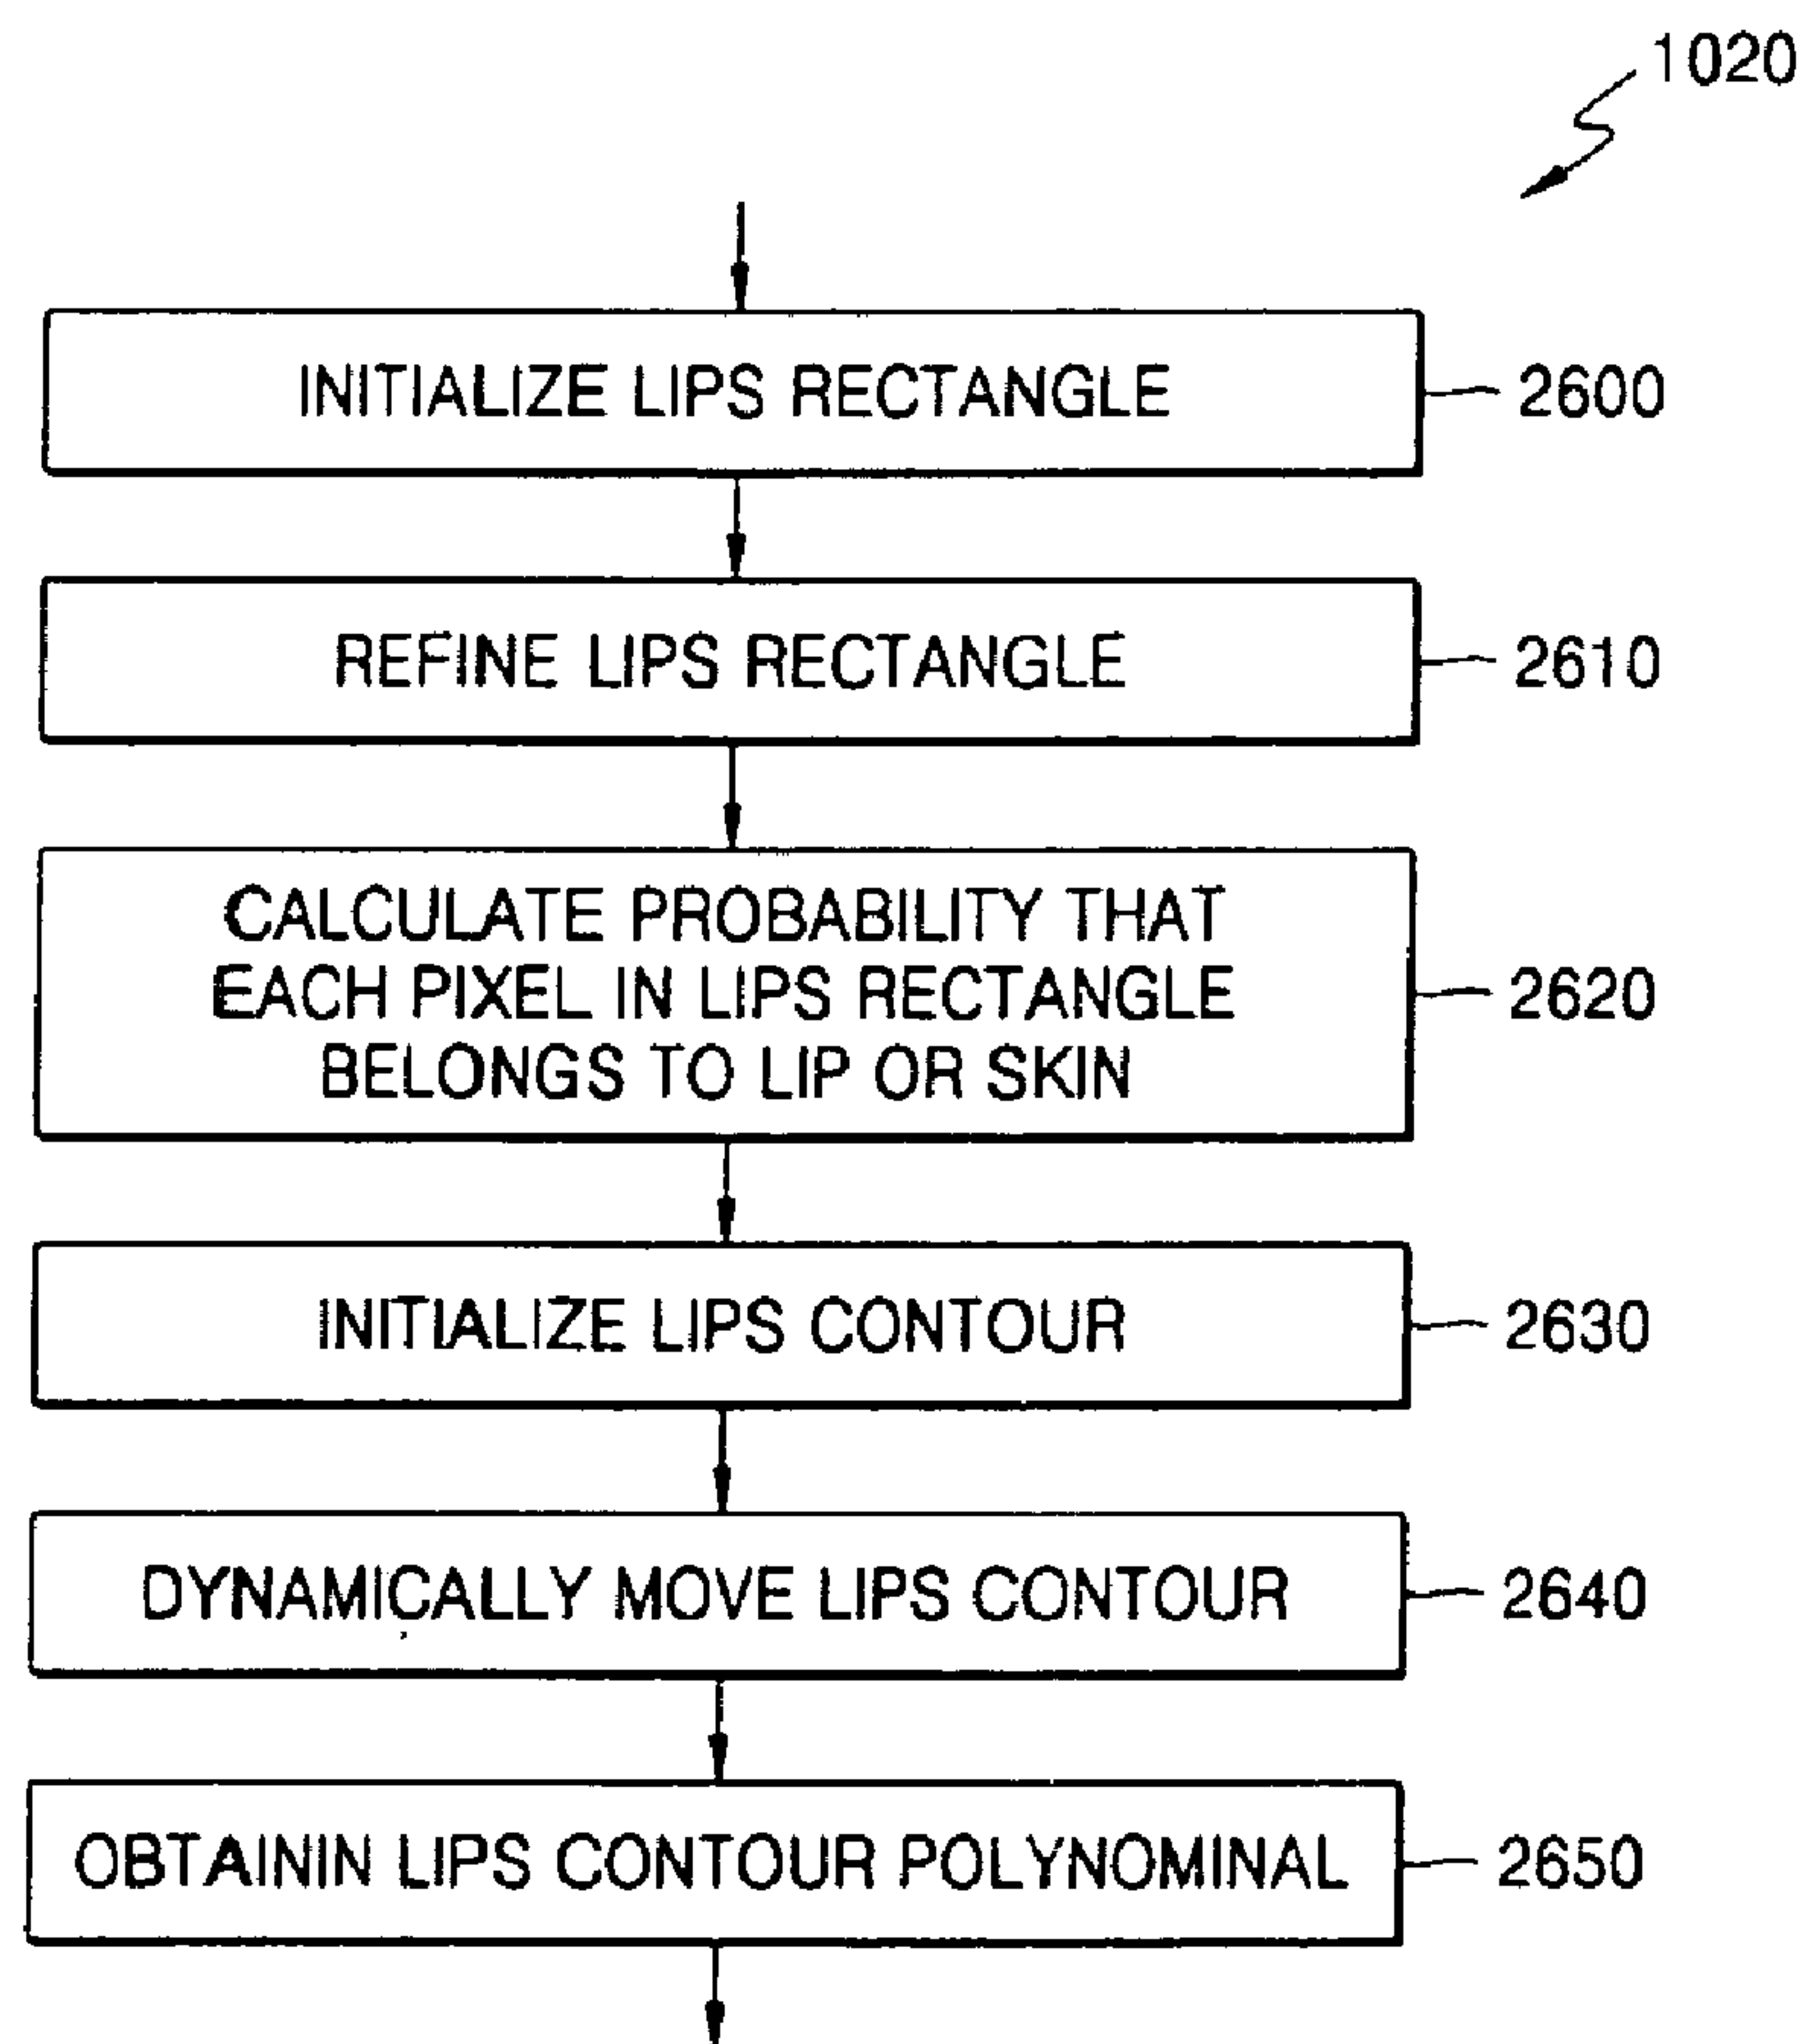 1020
INITIALIZE LIPS RECTANGLE
2600
REFINE LIPS RECTANGLE
2610
CALCULATE PROBABILITY THAT
EACH PIXEL IN LIPS RECTANGLE
BELONGS TO LIP OR SKIN
2620
INITIALIZE LIPS CONTOUR
2630
DYNAMICALLY MOVE LIPS CONTOUR
2640
OBTAININ LIPS CONTOUR POLYNOMINAL
2650